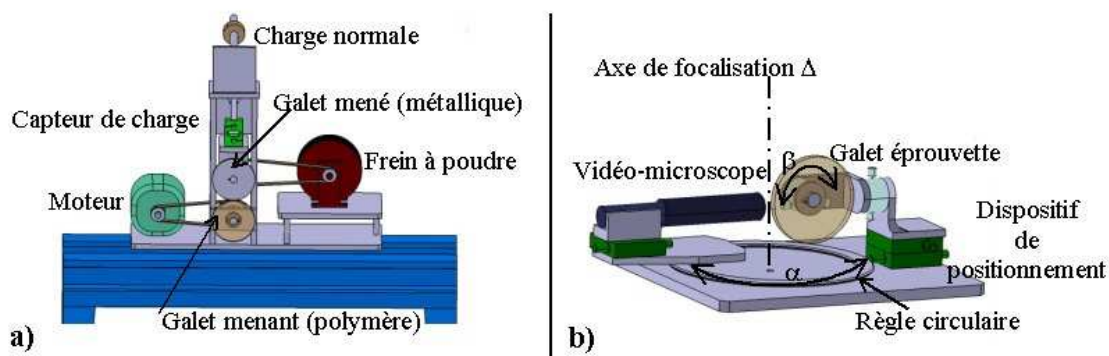 Charge normale
Galet mené (métallique)
Capteur de charge
Frein à poudre
Moteur
Galet menant (polymère)
a)
Axe de focalisation Δ
Vidéo-microscope
β
Galet éprouvette
Dispositif
de
positionnement
α
Règle circulaire
b)